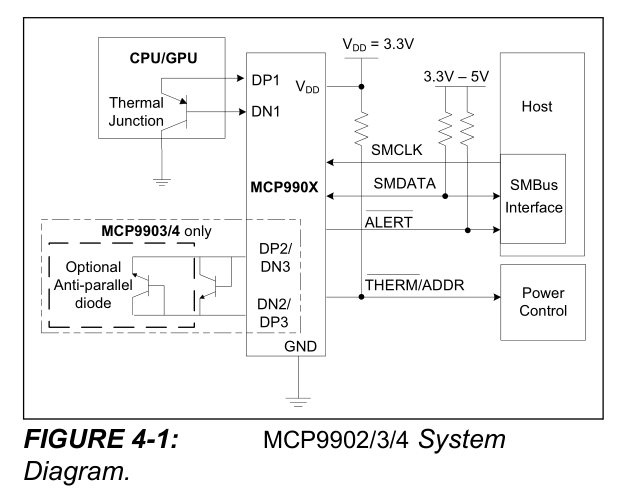 CPU/GPU
Thermal
Junction
DP1
DN1
V_DD
V_DD = 3.3V
3.3V – 5V
Host
SMCLK
SMDATA
ALERT
SMBus
Interface
MCP990X
MCP9903/4 only
Optional
Anti-parallel
diode
DP2/
DN3
DN2/
DP3
THERM/ADDR
Power
Control
GND
FIGURE 4-1: MCP9902/3/4 System
Diagram.